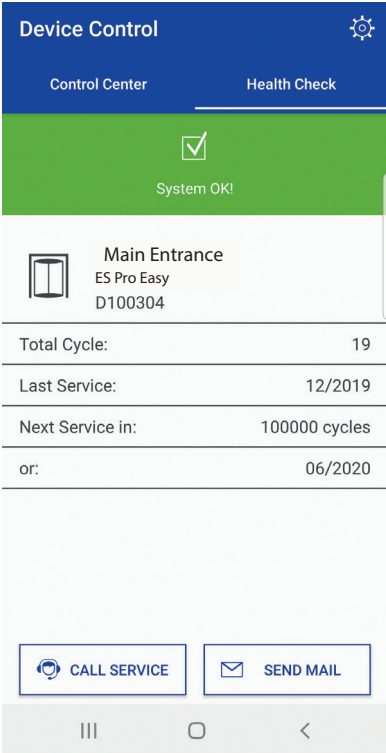 Device Control
Control Center Health Check
System OK!
Main Entrance
ES Pro Easy
D100304
Total Cycle: 19
Last Service: 12/2019
Next Service in: 100000 cycles
or: 06/2020
CALL SERVICE SEND MAIL